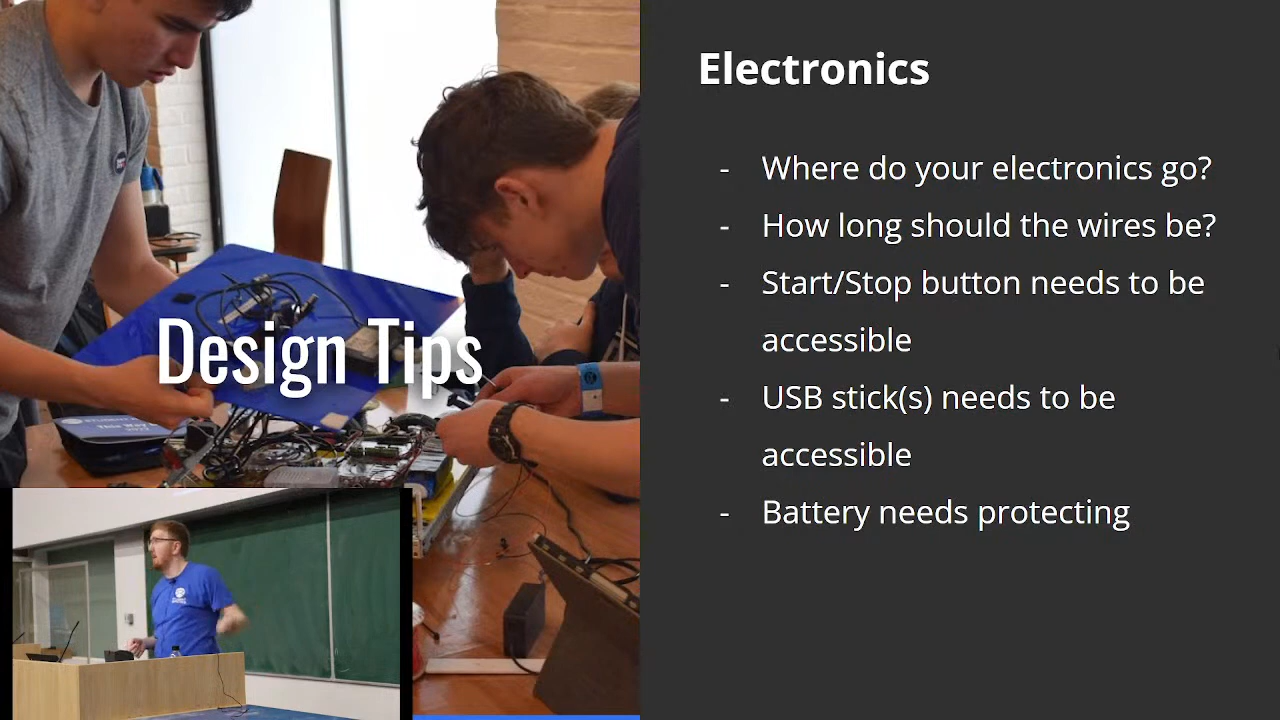 Design Tips
Electronics
- Where do your electronics go?
- How long should the wires be?
- Start/Stop button needs to be
accessible
- USB stick(s) needs to be
accessible
- Battery needs protecting